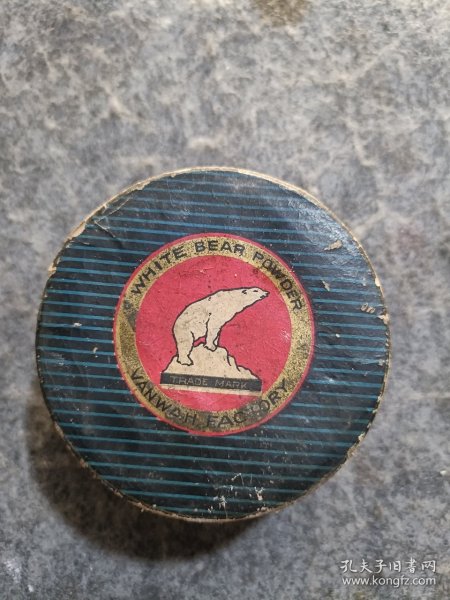 WHITE BEAR POWDER
TRADE MARK
VANWAH FACTORY
孔夫子旧书网
www.kongfz.com